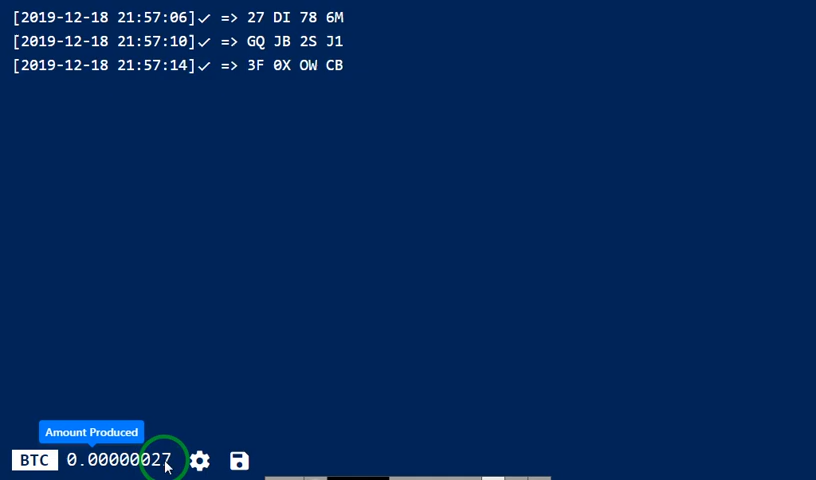 [2019-12-18 21:57:06]✓ => 27 DI 78 6M
[2019-12-18 21:57:10]✓ => GQ JB 2S J1
[2019-12-18 21:57:14]✓ => 3F 0X OW CB
Amount Produced
BTC 0.00000027